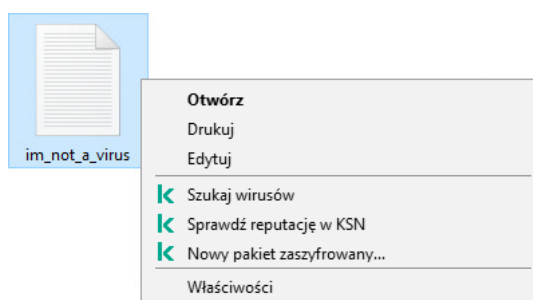 im_not_a_virus
Otwórz
Drukuj
Edytuj
Szukaj wirusów
Sprawdź reputację w KSN
Nowy pakiet zaszyfrowany...
Właściwości